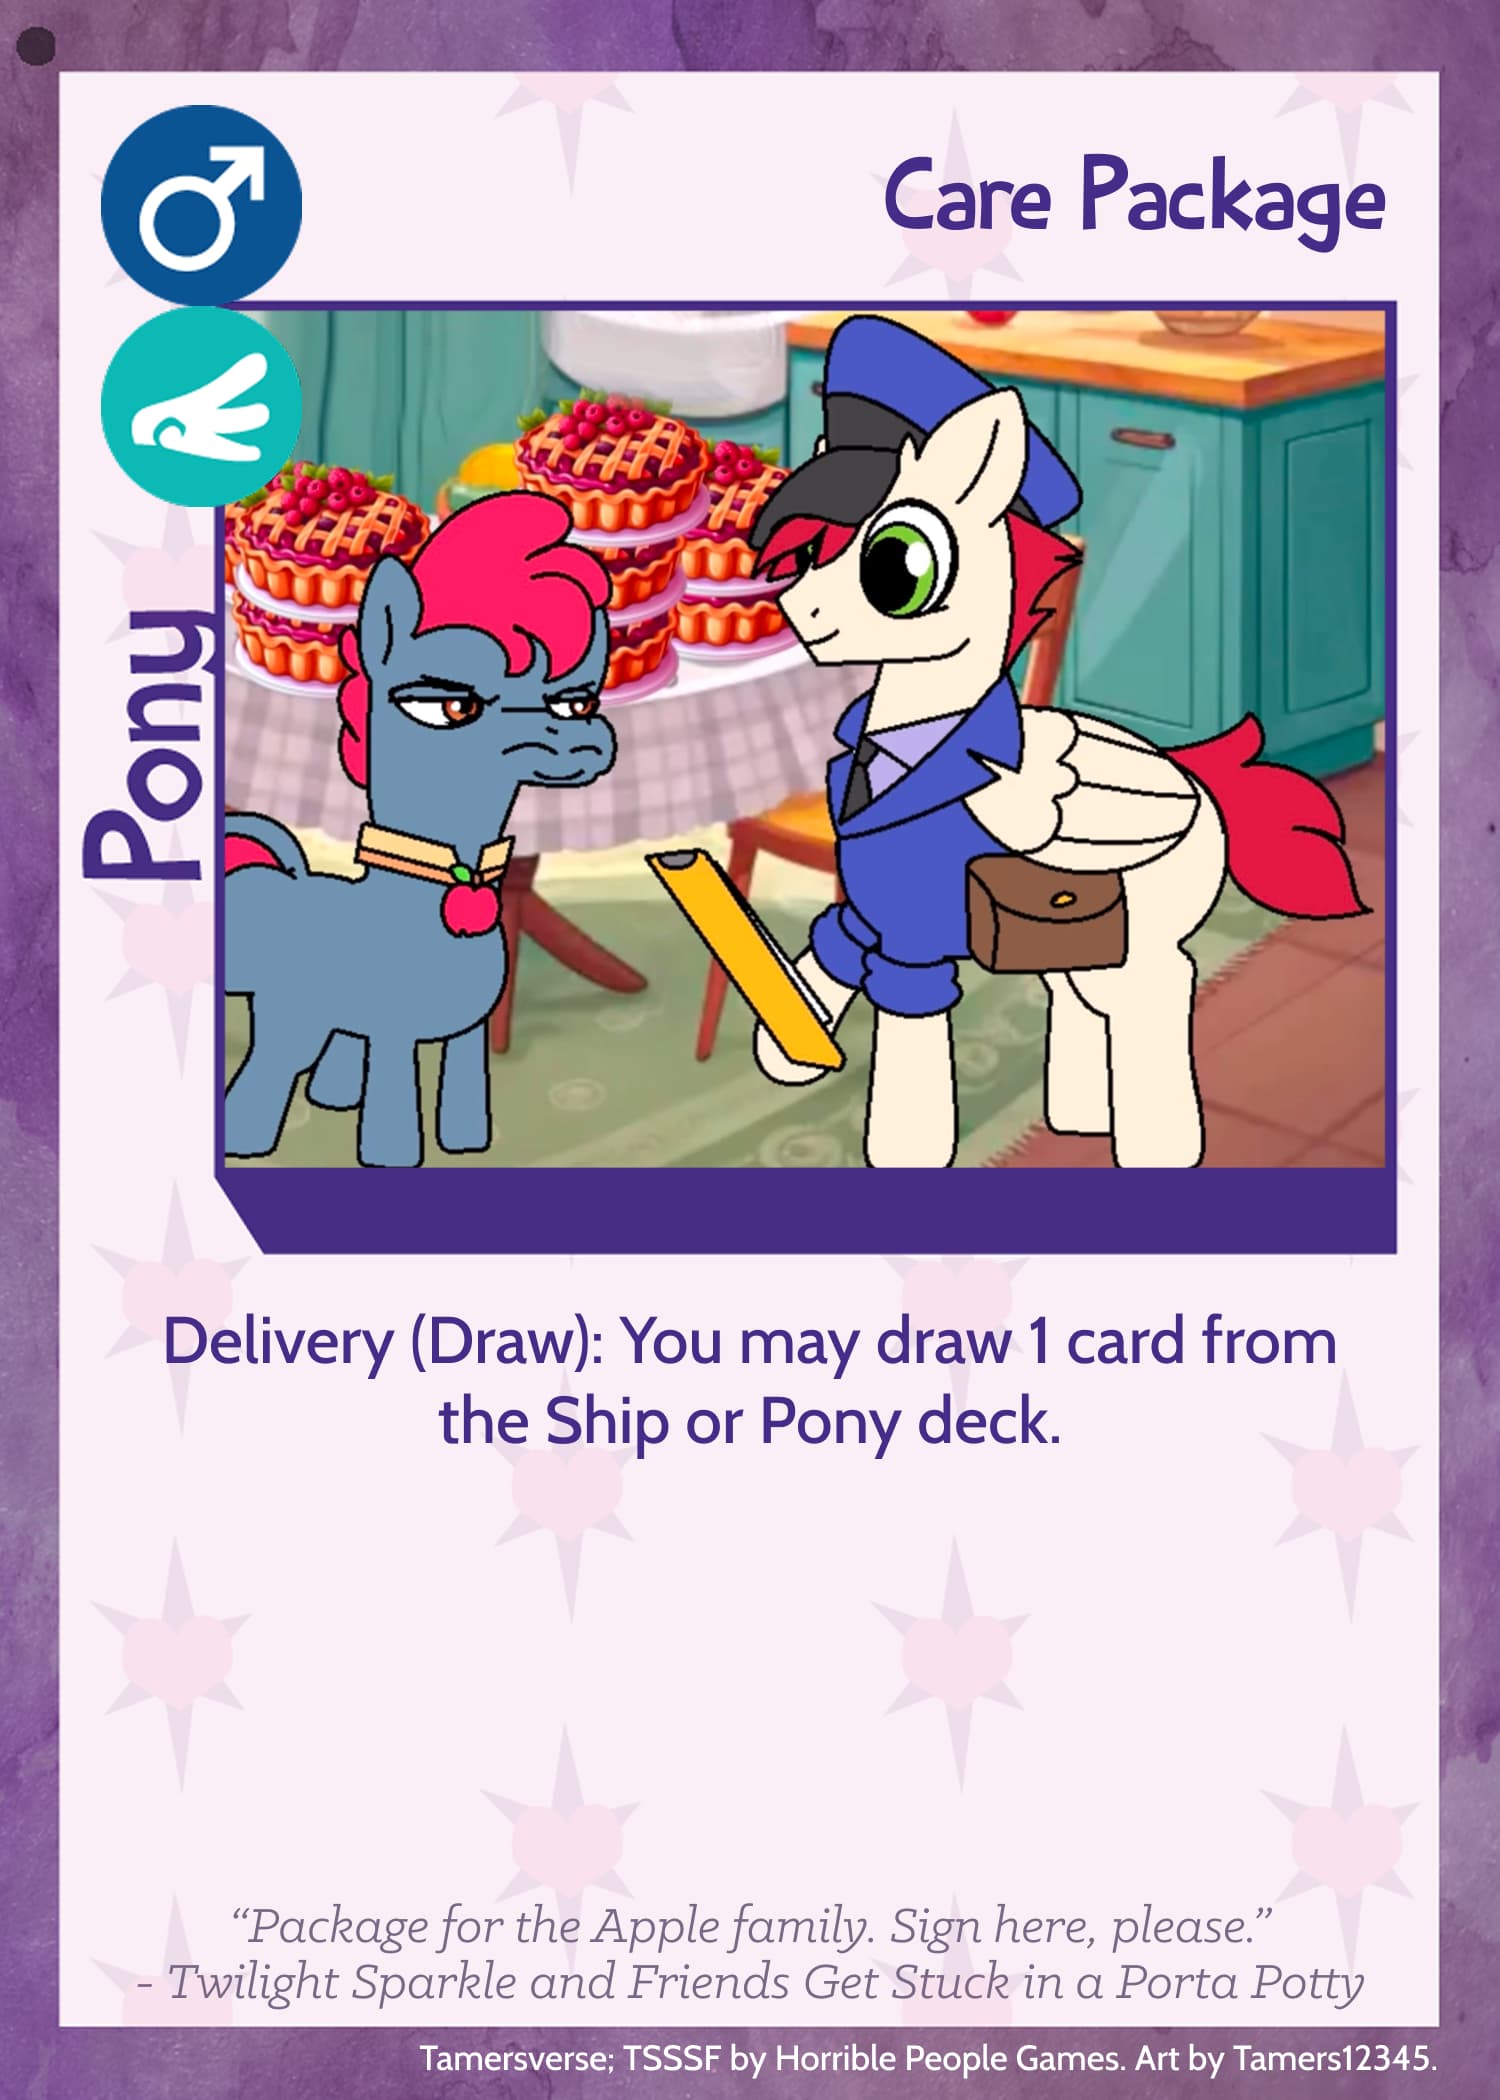 Care Package
Pony
Delivery (Draw): You may draw 1 card from
the Ship or Pony deck.
“Package for the Apple family. Sign here, please.”
- Twilight Sparkle and Friends Get Stuck in a Porta Potty
Tamersverse; TSSSF by Horrible People Games. Art by Tamers12345.